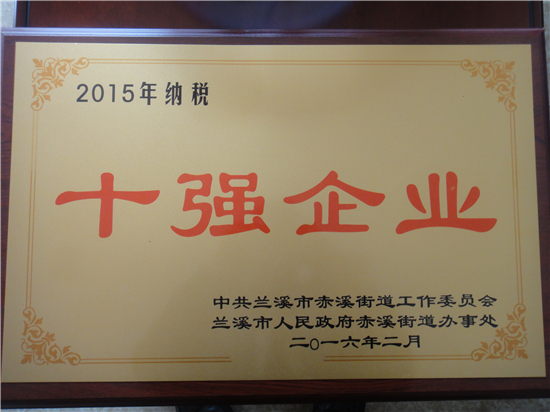 2015年纳税
十强企业
中共兰溪市赤溪街道工作委员会
兰溪市人民政府赤溪街道办事处
二〇一六年二月